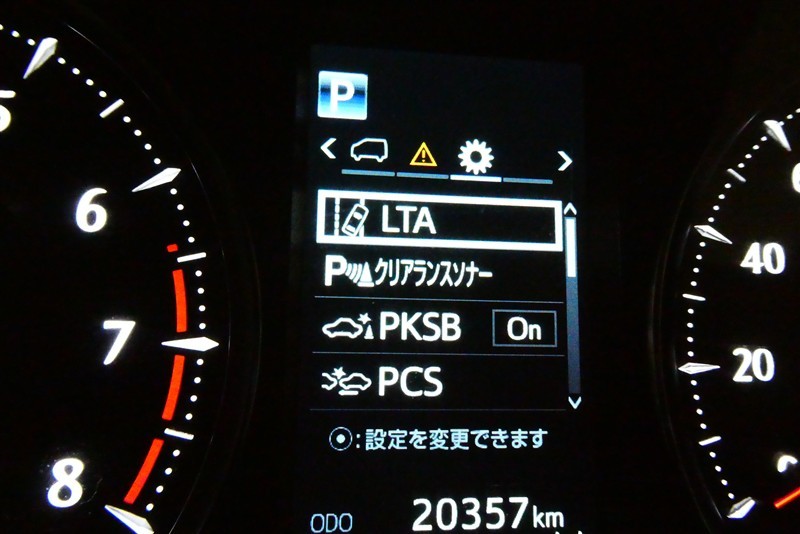 P
LTA
Pクリアランスソナー
PKSB On
PCS
:設定を変更できます
ODO 20357km
6
7
8
40
20